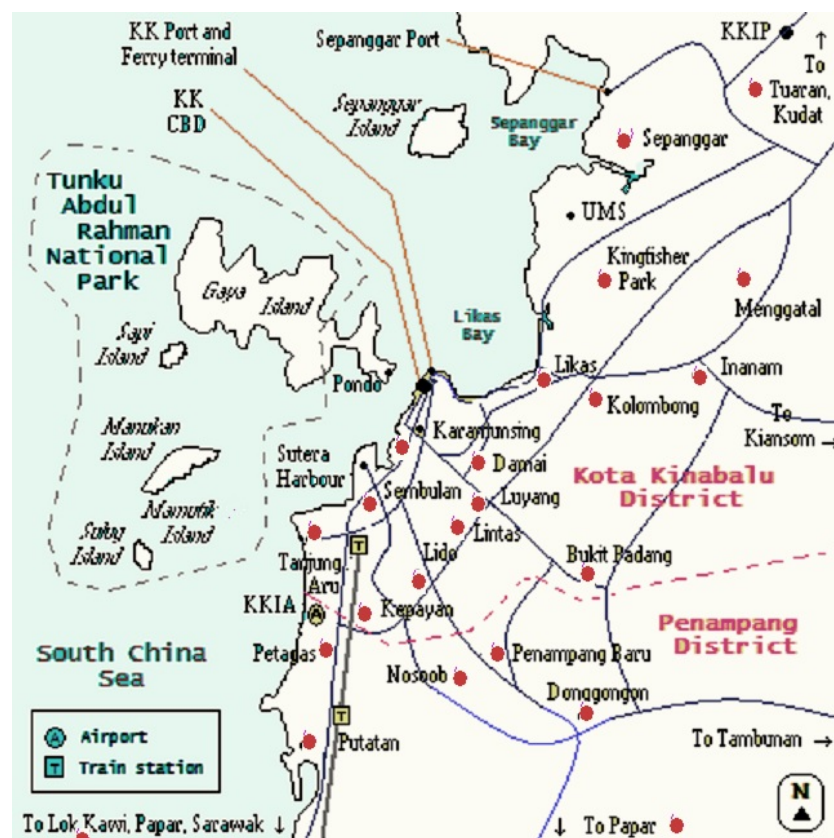 KK Port and
Ferry terminal
Sepanggar Port
KKIP
↑
To
Tuaran,
Kudat
KK
CBD
Sepanggar
Island
Sepanggar
Bay
Sepanggar
Tunku
Abdul
Rahman
National
Park
UMS
Gaya Island
Kingfisher
Park
Menggatal
Likas
Bay
Sapi
Island
Pondo
Likas
Inanam
Kolombong
To
Kiansom →
Manukan
Island
Sutera
Harbour
Karamunsing
Damai
Kota Kinabalu
District
Sembulan
Luyang
Mamutik
Island
Sulug
Island
Lintas
Tanjung
Aru
Lido
Bukit Padang
KKIA
A
Kepayan
Penampang
District
South China
Sea
Petagas
Nosoob
Penampang Baru
Donggongon
T
T
Putatan
To Tambunan →
A Airport
T Train station
N
To Lok Kawi, Papar, Sarawak ↓
↓ To Papar